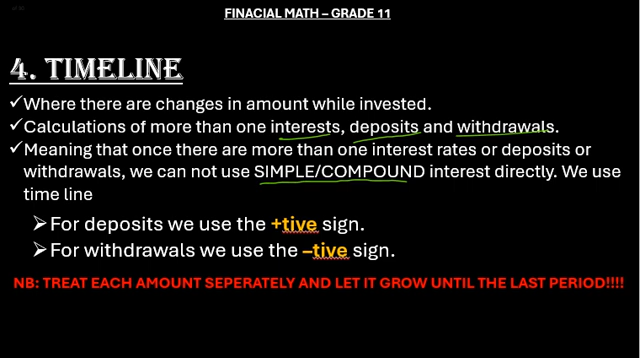 FINACIAL MATH – GRADE 11
4. TIMELINE
✓Where there are changes in amount while invested.
✓Calculations of more than one interests, deposits and withdrawals.
✓Meaning that once there are more than one interest rates or deposits or
withdrawals, we can not use SIMPLE/COMPOUND interest directly. We use
time line
➢For deposits we use the +tive sign.
➢For withdrawals we use the –tive sign.
NB: TREAT EACH AMOUNT SEPERATELY AND LET IT GROW UNTIL THE LAST PERIOD!!!!